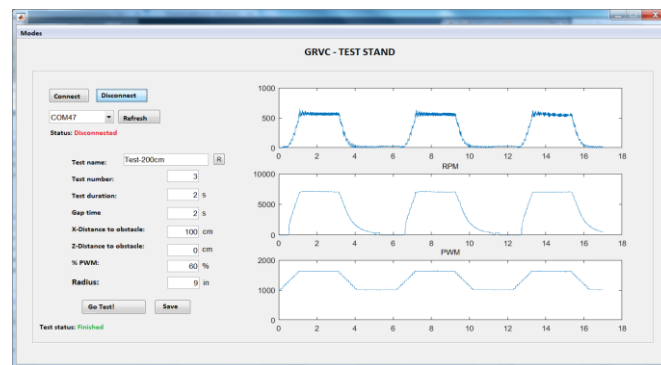 Modes
GRVC - TEST STAND
Connect Disconnect
COM47 Refresh
Status: Disconnected
Test name: Test-200cm R
Test number: 3
Test duration: 2 s
Gap time 2 s
X-Distance to obstacle: 100 cm
Z-Distance to obstacle: 0 cm
% PWM: 60 %
Radius: 9 in
Go Test! Save
Test status: Finished
1000
500
0
0 2 4 6 8 10 12 14 16 18
RPM
10000
5000
0
0 2 4 6 8 10 12 14 16 18
PWM
2000
1000
0
0 2 4 6 8 10 12 14 16 18